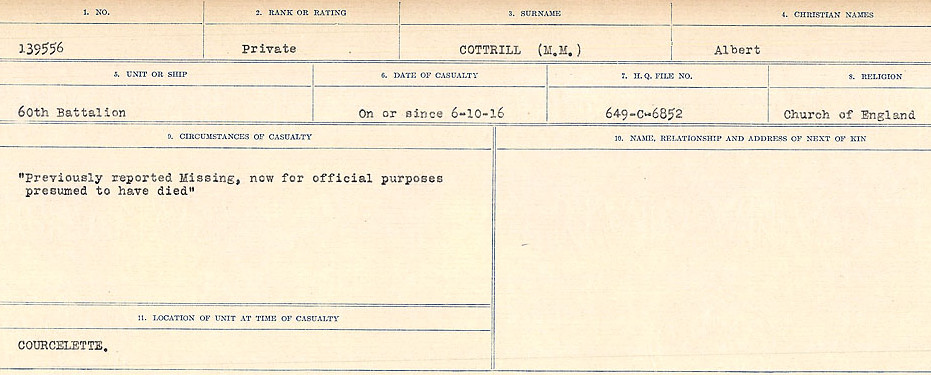 1. NO.
2. RANK OR RATING
3. SURNAME
4. CHRISTIAN NAMES
139556
Private
COTTRILL (M.M.)
Albert
5. UNIT OR SHIP
6. DATE OF CASUALTY
7. H.Q. FILE NO.
8. RELIGION
60th Battalion
On or since 6-10-16
649-C-6852
Church of England
9. CIRCUMSTANCES OF CASUALTY
10. NAME, RELATIONSHIP AND ADDRESS OF NEXT OF KIN
"Previously reported Missing, now for official purposes
presumed to have died"
11. LOCATION OF UNIT AT TIME OF CASUALTY
COURCELETTE.